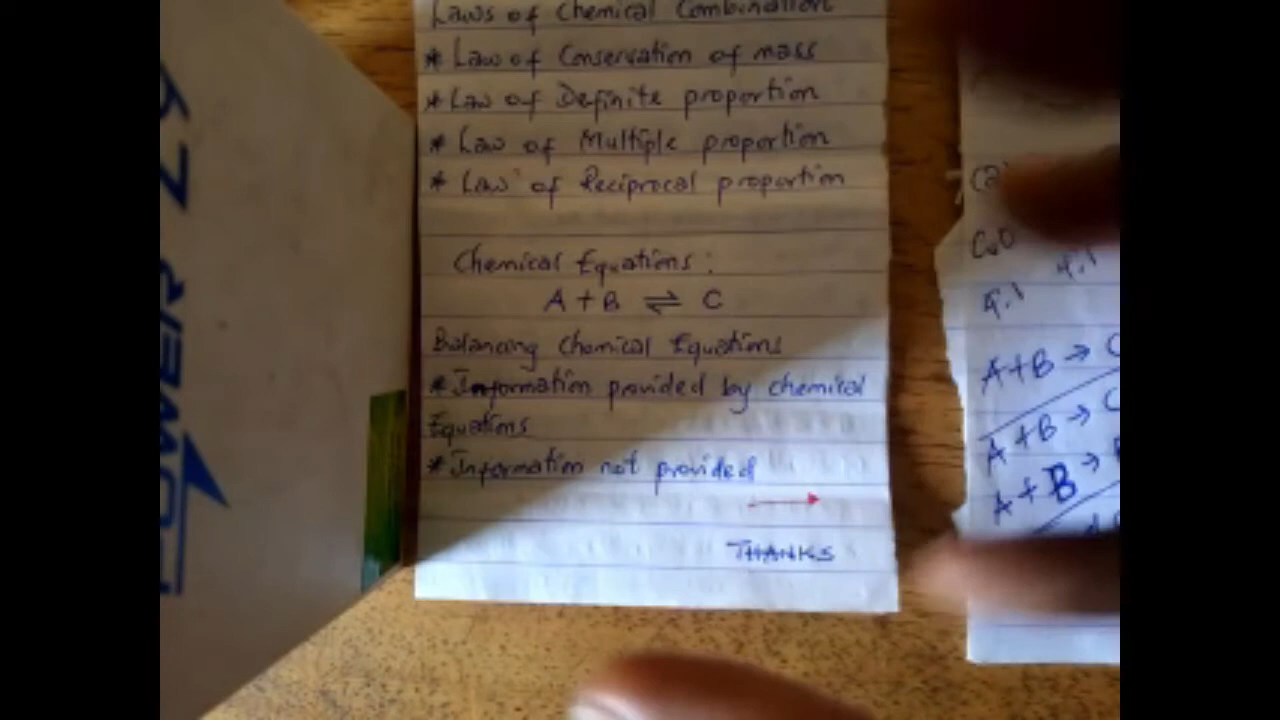 Laws of Chemical Combination
* Law of Conservation of mass
* Law of Definite proportion
* Law of Multiple proportion
* Law of Reciprocal proportion
Chemical Equations:
A + B ⇌ C
Balancing Chemical Equations
* Information provided by chemical
Equations
* Information not provided
→
THANKS
POWER
A+B → C
A+B → C
A+B →